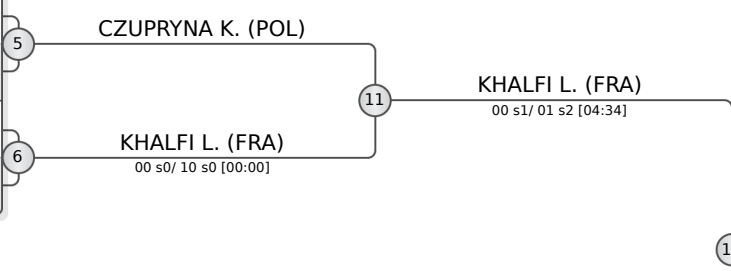 CZUPRYNA K. (POL)
5
KHALFI L. (FRA)
00 s1/ 01 s2 [04:34]
11
KHALFI L. (FRA)
00 s0/ 10 s0 [00:00]
6